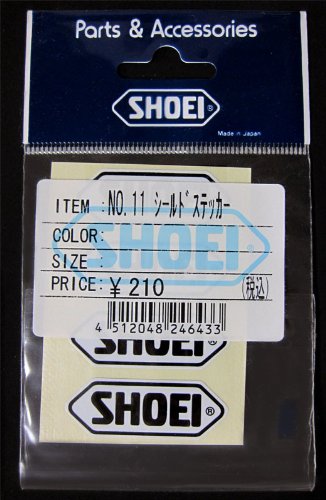 Parts & Accessories
SHOEI®
Made in Japan
ITEM :NO.11 シールドステッカー
COLOR:
SHOEI
SIZE :
PRICE:¥210 (税込)
4 512048 246433
SHOEI®
SHOEI®